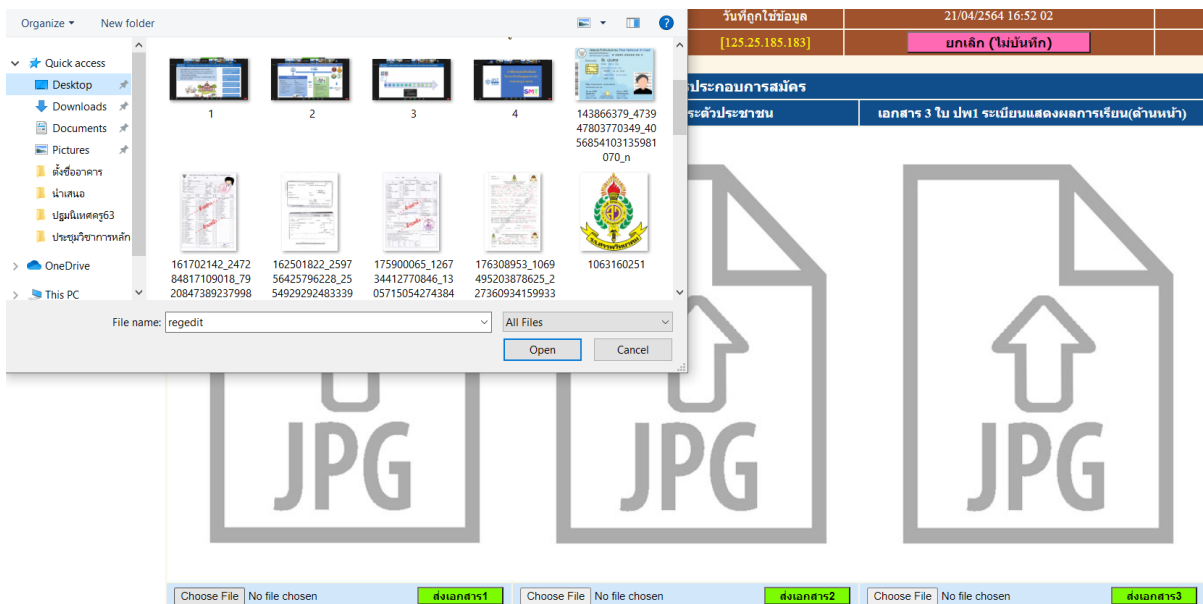 Organize
New folder
วันที่ถูกใช้ข้อมูล
21/04/2564 16:52 02
[125.25.185.183]
ยกเลิก (ไม่บันทึก)
Quick access
Desktop
Downloads
Documents
Pictures
ตั้งชื่ออาคาร
นำเสนอ
ปฐมนิเทศครู63
ประชุมวิชาการหลัก
OneDrive
This PC
1
2
3
4
143866379_4739
47803770349_40
56854103135981
070_n
161702142_2472
84817109018_79
20847389237998
162501822_2597
56425796228_25
54929292483339
175900065_1267
34412770846_13
05715054274384
176308953_1069
495203878625_2
27360934159933
1063160251
File name:
regedit
All Files
Open
Cancel
ประกอบการสมัคร
ระตัวประชาชน
เอกสาร 3 ใบ ปพ1 ระเบียนแสดงผลการเรียน(ด้านหน้า)
JPG
JPG
JPG
Choose File No file chosen
ส่งเอกสาร1
Choose File No file chosen
ส่งเอกสาร2
Choose File No file chosen
ส่งเอกสาร3